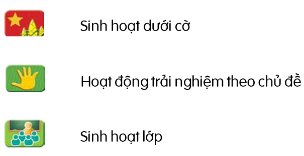 Sinh hoạt dưới cờ
Hoạt động trải nghiệm theo chủ đề
Sinh hoạt lớp